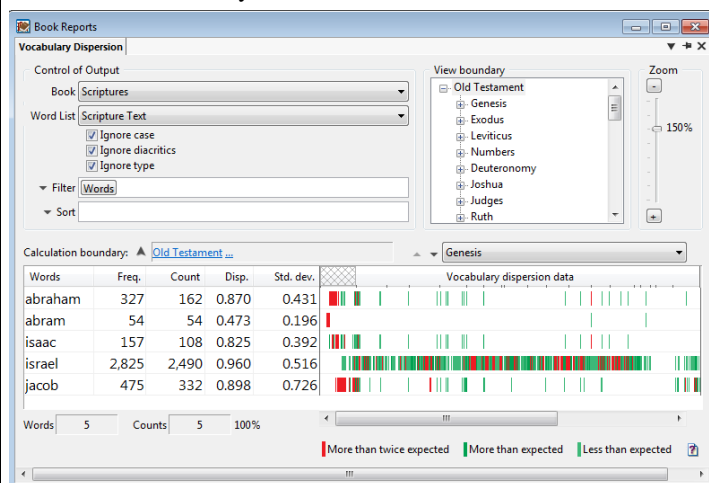 Book Reports
Vocabulary Dispersion
Control of Output
Book Scriptures
Word List Scripture Text
Ignore case
Ignore diacritics
Ignore type
Filter Words
Sort
View boundary
Old Testament
Genesis
Exodus
Leviticus
Numbers
Deuteronomy
Joshua
Judges
Ruth
Zoom
-
150%
+
Calculation boundary: Old Testament ... Genesis
Words Freq. Count Disp. Std. dev. Vocabulary dispersion data
abraham 327 162 0.870 0.431
abram 54 54 0.473 0.196
isaac 157 108 0.825 0.392
israel 2,825 2,490 0.960 0.516
jacob 475 332 0.898 0.726
Words 5 Counts 5 100%
More than twice expected More than expected Less than expected ?